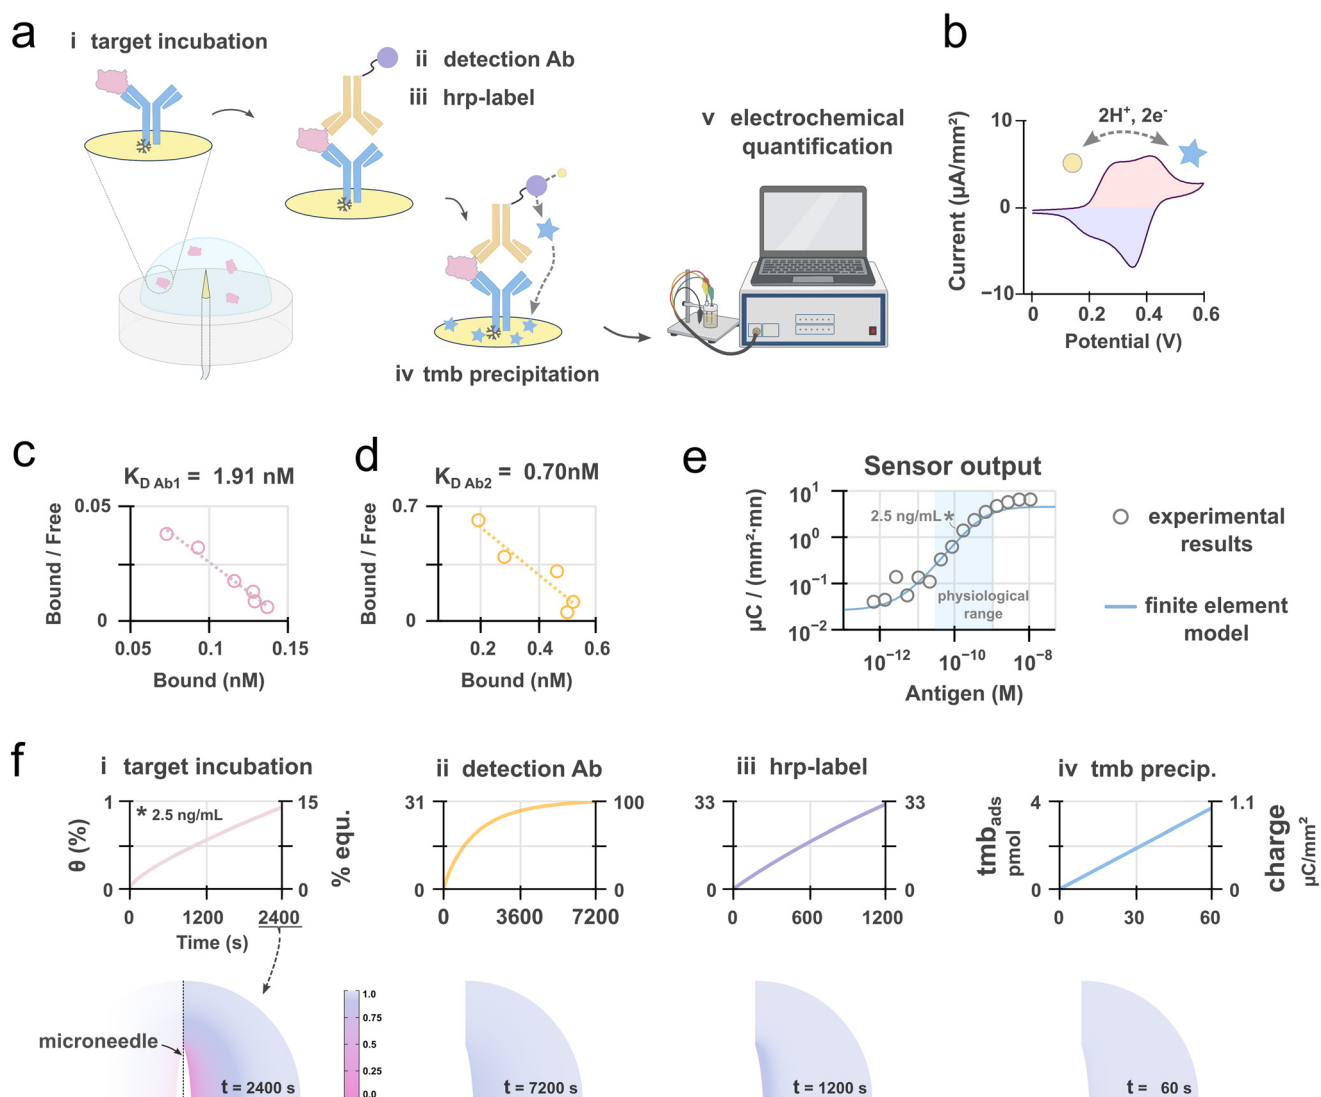 a
i target incubation
ii detection Ab
iii hrp-label
iv tmb precipitation
v electrochemical
quantification
b
2H⁺, 2e⁻
Current (µA/mm²)
10
0
−10
0 0.2 0.4 0.6
Potential (V)
c
K_D Ab1 = 1.91 nM
Bound / Free
0.05
0
0.05 0.1 0.15
Bound (nM)
d
K_D Ab2 = 0.70nM
Bound / Free
0.7
0
0.2 0.4 0.6
Bound (nM)
e
Sensor output
µC / (mm²·mn)
10¹
10⁰
10⁻¹
10⁻²
2.5 ng/mL *
physiological
range
10⁻¹² 10⁻¹⁰ 10⁻⁸
Antigen (M)
experimental
results
finite element
model
f
i target incubation
θ (%)
1
0
* 2.5 ng/mL
15
0
% equ.
0 1200 2400
Time (s)
ii detection Ab
31
0
100
0
0 3600 7200
iii hrp-label
33
0
33
0
0 600 1200
iv tmb precip.
tmb_ads
pmol
4
0
1.1
0
charge
µC/mm²
0 30 60
microneedle
t = 2400 s
1.0
0.75
0.5
0.25
0.0
t = 7200 s
t = 1200 s
t = 60 s